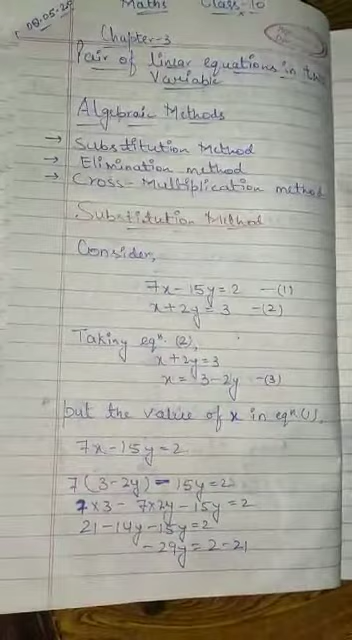 Maths Class-10
08.05.20
Chapter-3
Pair of linear equations in two
Variable
Algebraic Methods
→ Substitution Method
→ Elimination method
→ Cross-Multiplication method
Substitution Method
Consider,
7x-15y=2 -(1)
x+2y=3 -(2)
Taking eqⁿ. (2),
x+2y=3
x= 3-2y -(3)
put the value of x in eqⁿ(1).
7x-15y=2
7(3-2y)-15y=2
7×3-7×2y-15y=2
21-14y-15y=2
-29y=2-21